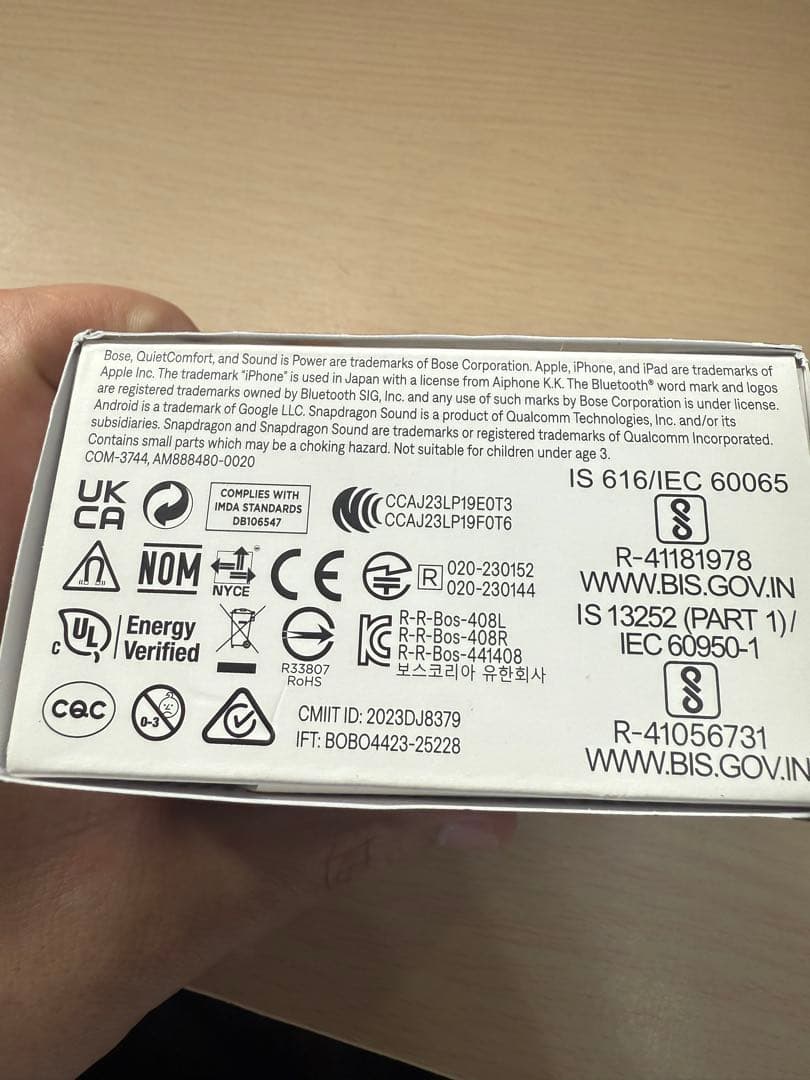 Bose, QuietComfort, and Sound is Power are trademarks of Bose Corporation. Apple, iPhone, and iPad are trademarks of
Apple Inc. The trademark "iPhone" is used in Japan with a license from Aiphone K.K. The Bluetooth® word mark and logos
are registered trademarks owned by Bluetooth SIG, Inc. and any use of such marks by Bose Corporation is under license.
Android is a trademark of Google LLC. Snapdragon Sound is a product of Qualcomm Technologies, Inc. and/or its
subsidiaries. Snapdragon and Snapdragon Sound are trademarks or registered trademarks of Qualcomm Incorporated.
Contains small parts which may be a choking hazard. Not suitable for children under age 3.
COM-3744, AM888480-0020
UK
CA
COMPLIES WITH
IMDA STANDARDS
DB106547
CCAJ23LP19E0T3
CCAJ23LP19F0T6
NOM
NYCE
CE
R
020-230152
020-230144
C UL
Energy
Verified
R33807
RoHS
KC
R-R-Bos-408L
R-R-Bos-408R
R-R-Bos-441408
보스코리아 유한회사
CQC
0-3
CMIIT ID: 2023DJ8379
IFT: BOBO4423-25228
IS 616/IEC 60065
R-41181978
WWW.BIS.GOV.IN
IS 13252 (PART 1)/
IEC 60950-1
R-41056731
WWW.BIS.GOV.IN